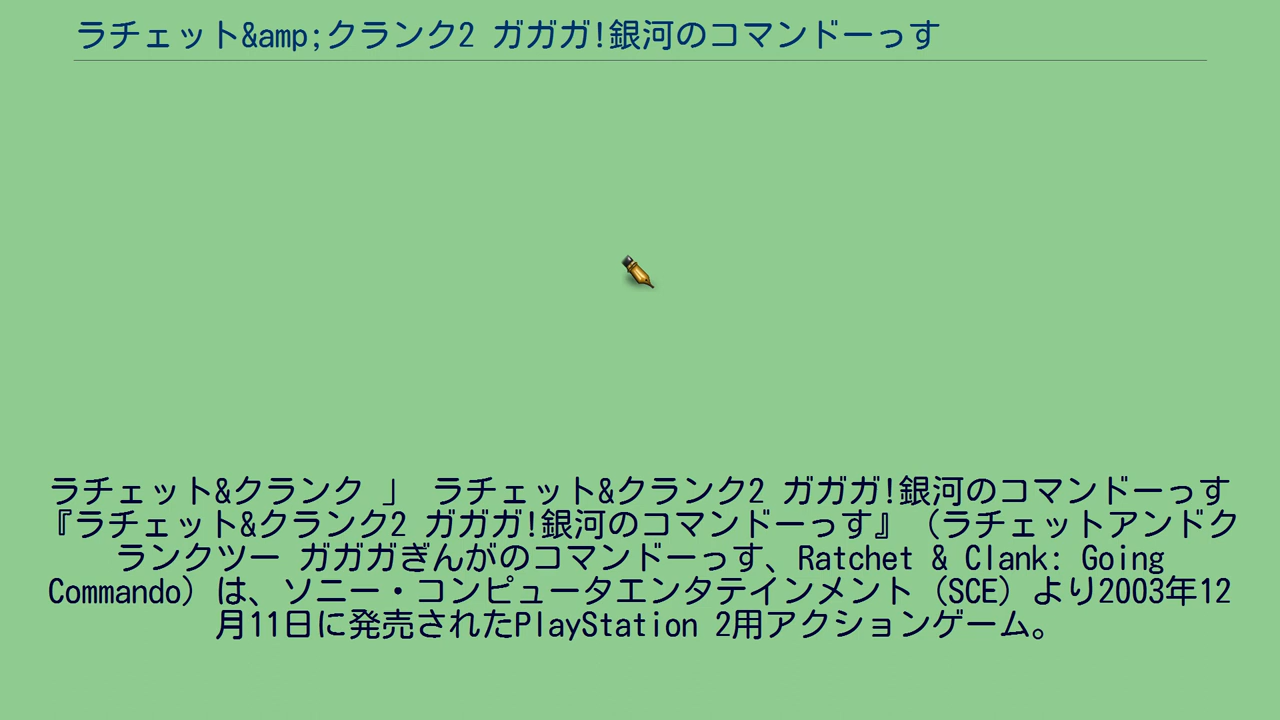 ラチェット&amp;クランク2 ガガガ!銀河のコマンドーっす
ラチェット&クランク 」 ラチェット&クランク2 ガガガ!銀河のコマンドーっす
『ラチェット&クランク2 ガガガ!銀河のコマンドーっす』（ラチェットアンドク
ランクツー ガガガぎんがのコマンドーっす、Ratchet & Clank: Going
Commando）は、ソニー・コンピュータエンタテインメント（SCE）より2003年12
月11日に発売されたPlayStation 2用アクションゲーム。